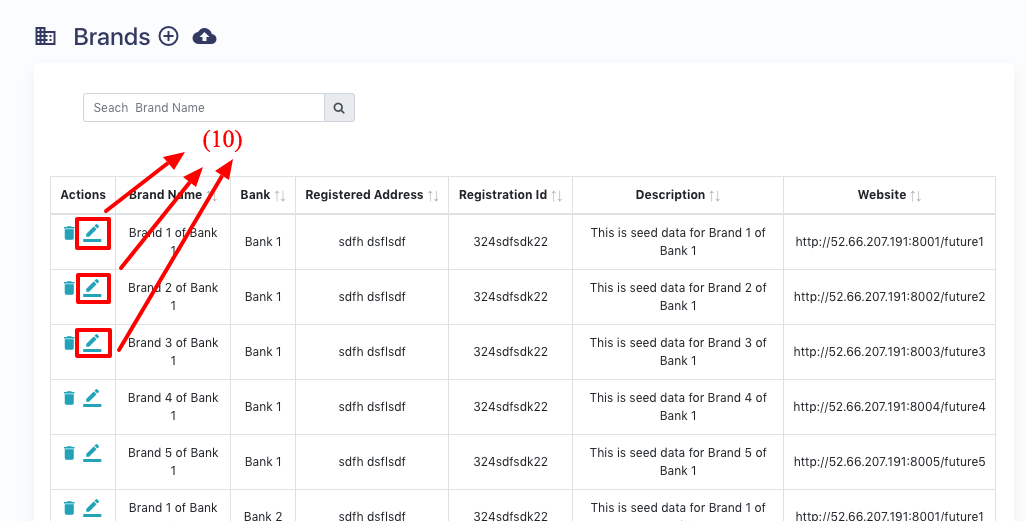 Brands
Seach Brand Name
(10)
Actions Brand Name Bank Registered Address Registration Id Description Website
Brand 1 of Bank
1
Bank 1
sdfh dsflsdf
324sdfsdk22
This is seed data for Brand 1 of
Bank 1
http://52.66.207.191:8001/future1
Brand 2 of Bank
1
Bank 1
sdfh dsflsdf
324sdfsdk22
This is seed data for Brand 2 of
Bank 1
http://52.66.207.191:8002/future2
Brand 3 of Bank
1
Bank 1
sdfh dsflsdf
324sdfsdk22
This is seed data for Brand 3 of
Bank 1
http://52.66.207.191:8003/future3
Brand 4 of Bank
1
Bank 1
sdfh dsflsdf
324sdfsdk22
This is seed data for Brand 4 of
Bank 1
http://52.66.207.191:8004/future4
Brand 5 of Bank
1
Bank 1
sdfh dsflsdf
324sdfsdk22
This is seed data for Brand 5 of
Bank 1
http://52.66.207.191:8005/future5
Brand 1 of Bank
Bank 2
sdfh dsflsdf
324sdfsdk22
This is seed data for Brand 1 of
http://52.66.207.191:8001/future1